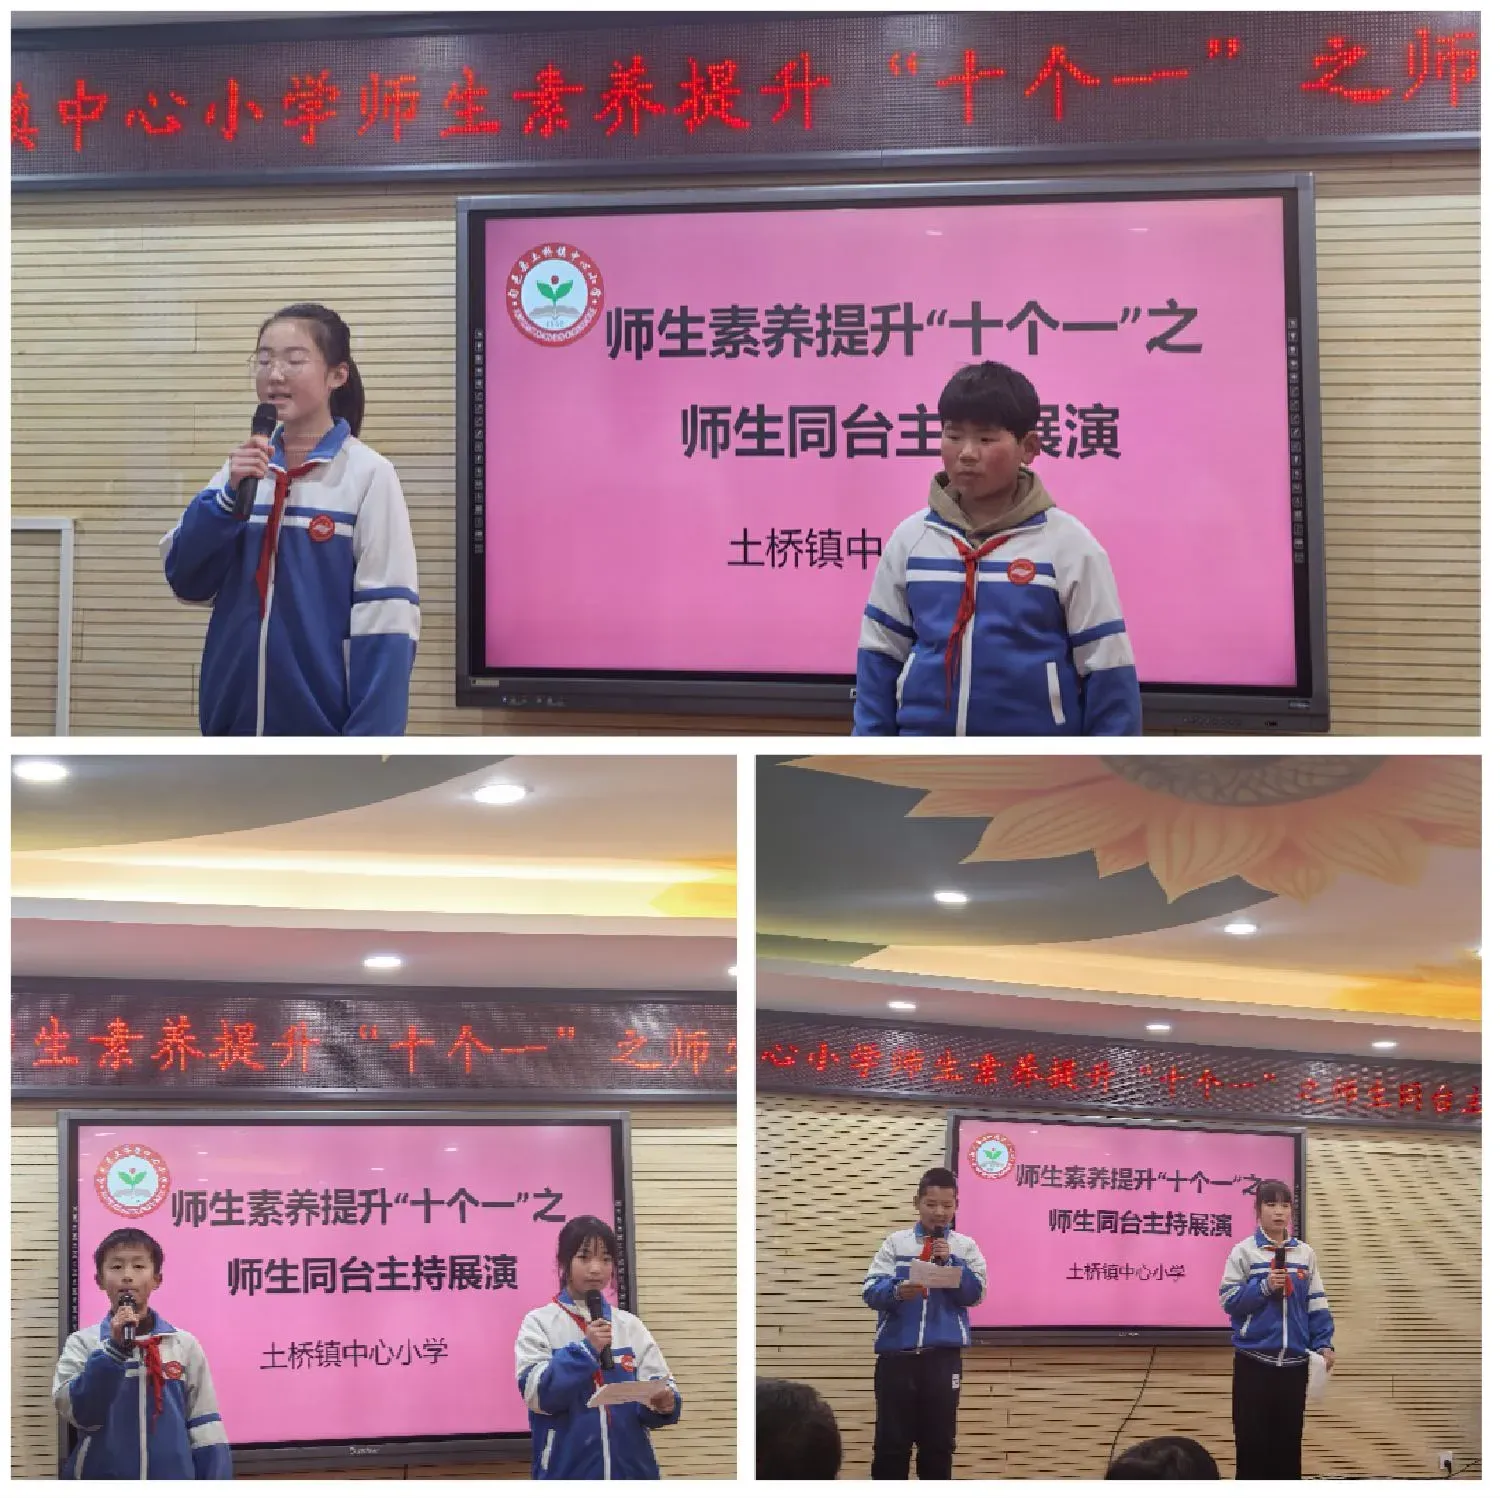 镇中心小学师生素养提升“十个一”之师
师生素养提升“十个一”之
师生同台主 展演
土桥镇中
生素养提升“十个一”之师
师生素养提升“十个一”之
师生同台主持展演
土桥镇中心小学
心小学师生素养提升“十个一”之师生同台主
师生素养提升“十个一”之
师生同台主持展演
土桥镇中心小学